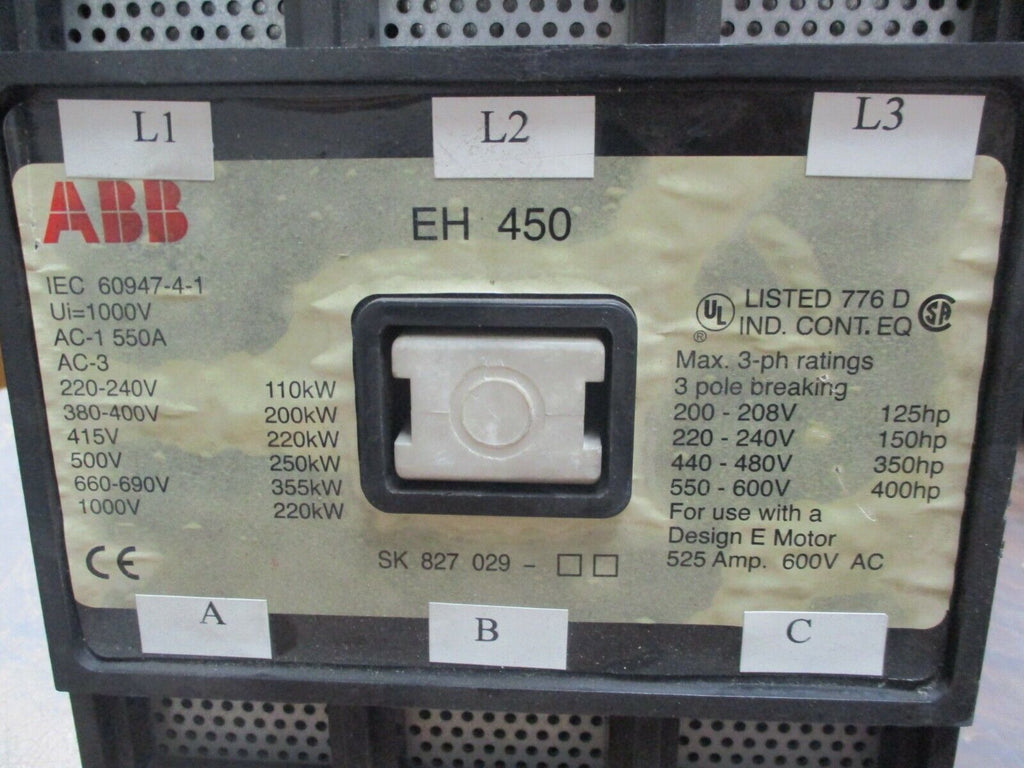 L1 L2 L3
ABB
EH 450
IEC 60947-4-1
Ui=1000V
AC-1 550A
AC-3
220-240V 110kW
380-400V 200kW
415V 220kW
500V 250kW
660-690V 355kW
1000V 220kW
CE
SK 827 029 -
UL ® LISTED 776 D
IND. CONT. EQ SA
Max. 3-ph ratings
3 pole breaking
200 - 208V 125hp
220 - 240V 150hp
440 - 480V 350hp
550 - 600V 400hp
For use with a
Design E Motor
525 Amp. 600V AC
A B C